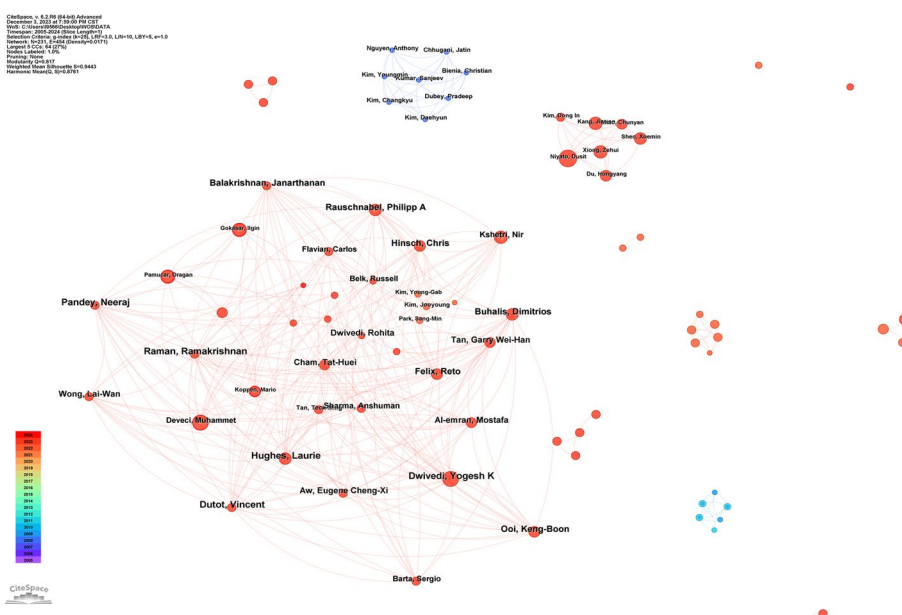 CiteSpace, v. 6.2.R6 (64-bit) Advanced
December 3, 2023 at 7:59:00 PM CST
WoS: C:\Users\l9566\Desktop\WOS\DATA
Timespan: 2005-2024 (Slice Length=1)
Selection Criteria: g-index (k=25), LRF=3.0, L/N=10, LBY=5, e=1.0
Network: N=231, E=454 (Density=0.0171)
Largest 5 CCs: 64 (27%)
Nodes Labeled: 1.0%
Pruning: None
Modularity Q=0.817
Weighted Mean Silhouette S=0.9443
Harmonic Mean(Q, S)=0.8761
Nguyen, Anthony
Chhugani, Jatin
Bienia, Christian
Kim, Youngmin
Kumar, Sanjeev
Dubey, Pradeep
Kim, Changkyu
Kim, Daehyun
Kim, Dong In
Kang, Jiawen
Miao, Chunyan
Shen, Xuemin
Xiong, Zehui
Niyato, Dusit
Du, Hongyang
Balakrishnan, Janarthanan
Rauschnabel, Philipp A
Gokasar, Ilgin
Kshetri, Nir
Flavian, Carlos
Hinsch, Chris
Pamucar, Dragan
Belk, Russell
Kim, Young-Gab
Pandey, Neeraj
Kim, Jooyoung
Buhalis, Dimitrios
Park, Sang-Min
Dwivedi, Rohita
Tan, Garry Wei-Han
Raman, Ramakrishnan
Cham, Tat-Huei
Felix, Reto
Wong, Lai-Wan
Koppen, Mario
Tan, Teck
Sharma, Anshuman
Deveci, Muhammet
Al-emran, Mostafa
Hughes, Laurie
Dwivedi, Yogesh K
Aw, Eugene Cheng-Xi
Dutot, Vincent
Ooi, Keng-Boon
Barta, Sergio
2024
2023
2022
2021
2020
2019
2018
2017
2016
2015
2014
2013
2012
2011
2010
2009
2008
2007
2006
2005
CiteSpace